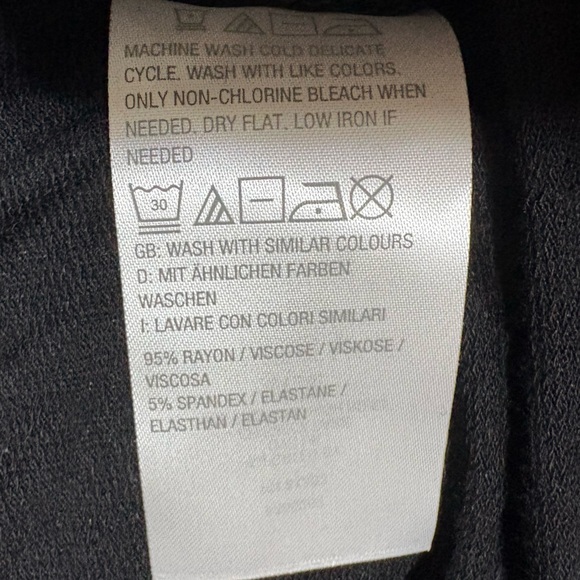 MACHINE WASH COLD DELICATE
CYCLE. WASH WITH LIKE COLORS.
ONLY NON-CHLORINE BLEACH WHEN
NEEDED. DRY FLAT. LOW IRON IF
NEEDED
30
GB: WASH WITH SIMILAR COLOURS
D: MIT ÄHNLICHEN FARBEN
WASCHEN
I: LAVARE CON COLORI SIMILARI
95% RAYON / VISCOSE / VISKOSE /
VISCOSA
5% SPANDEX / ELASTANE /
ELASTHAN / ELASTAN